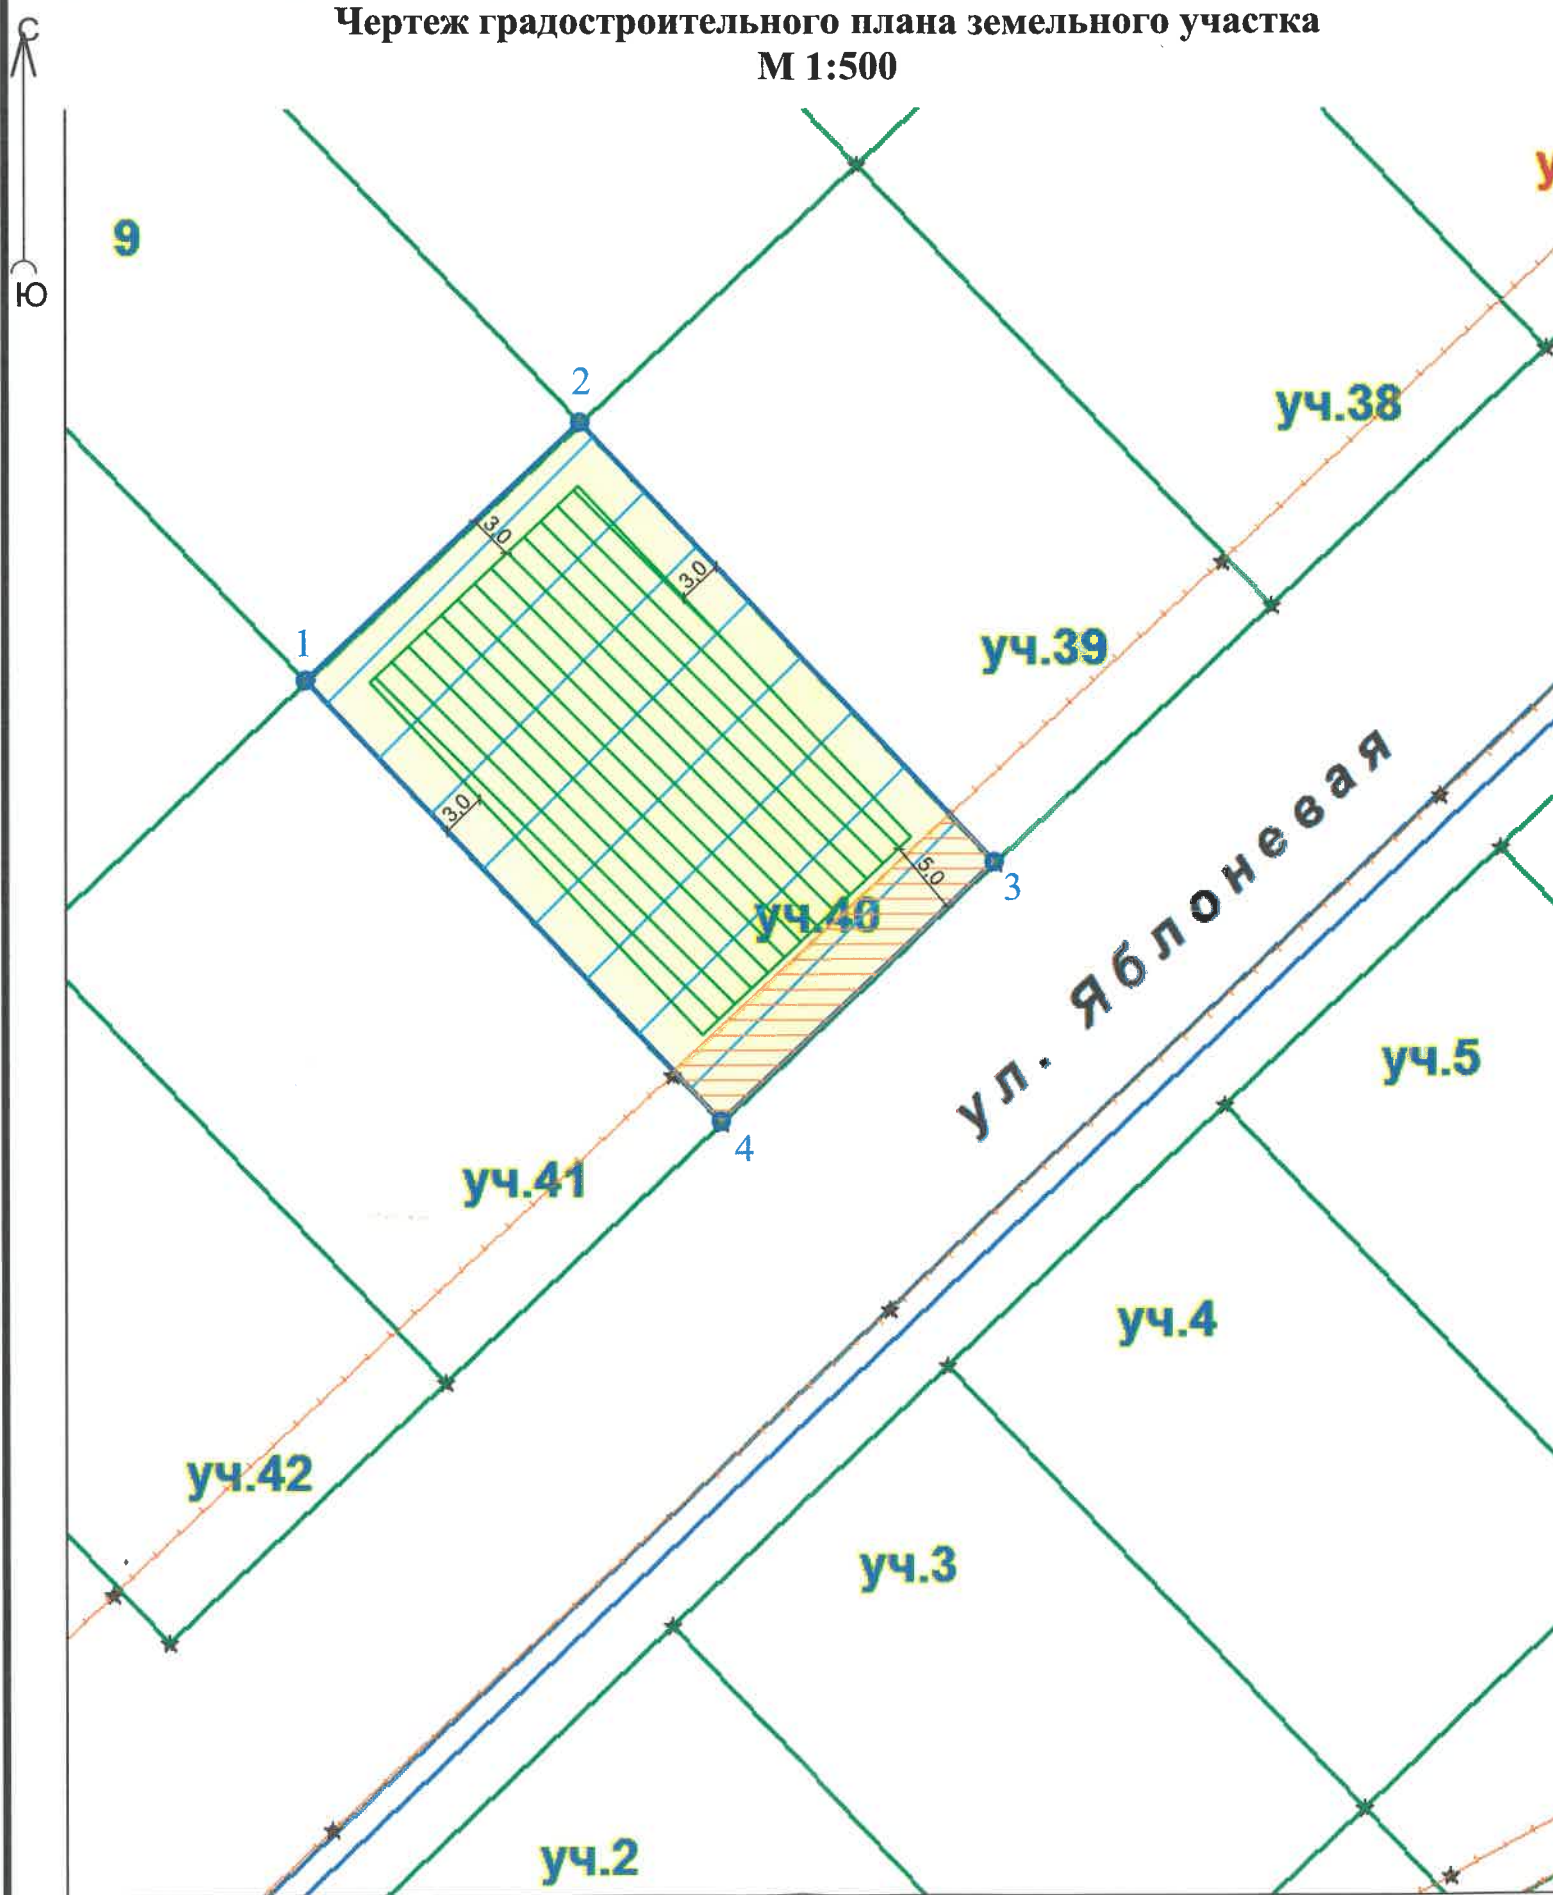 Чертеж градостроительного плана земельного участка
М 1:500
С
Ю
9
у
уч.38
2
3,0
3,0
1
уч.39
3,0
5,0
3
уч.40
ул. Яблоневая
4
уч.41
уч.5
уч.4
уч.42
уч.3
уч.2